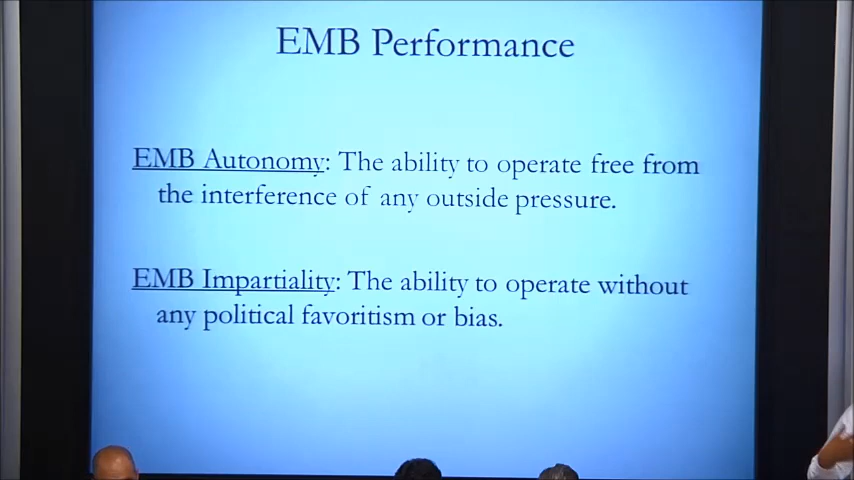 EMB Performance
EMB Autonomy: The ability to operate free from
the interference of any outside pressure.
EMB Impartiality: The ability to operate without
any political favoritism or bias.